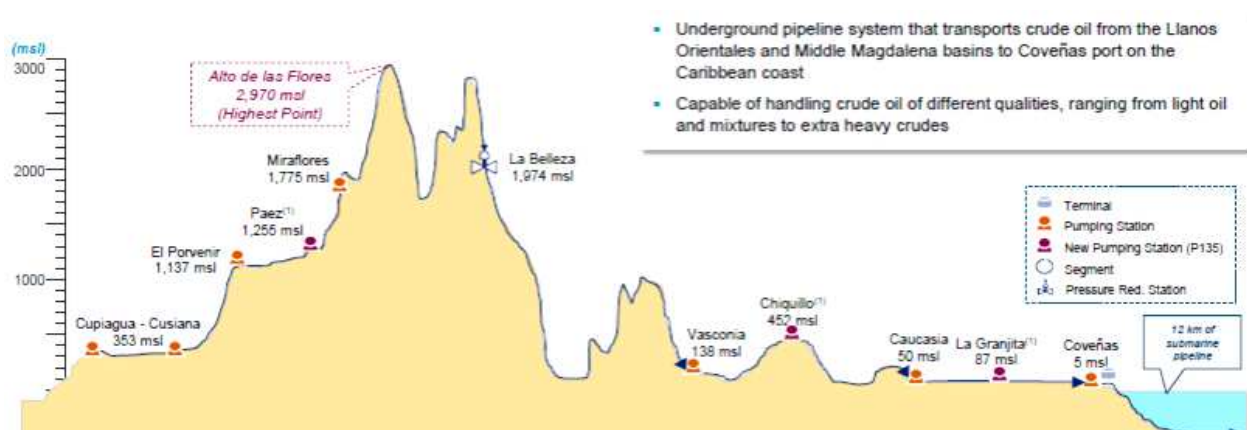 ▪ Underground pipeline system that transports crude oil from the Llanos
Orientales and Middle Magdalena basins to Coveñas port on the
Caribbean coast
▪ Capable of handling crude oil of different qualities, ranging from light oil
and mixtures to extra heavy crudes
(msl)
3000
2000
1000
Alto de las Flores
2,970 msl
(Highest Point)
Miraflores
1,775 msl
La Belleza
1,974 msl
Paez(1)
1,255 msl
El Porvenir
1,137 msl
Cupiagua - Cusiana
353 msl
Vasconia
138 msl
Chiquillo(1)
452 msl
Caucasia
50 msl
La Granjita(1)
87 msl
Coveñas
5 msl
Terminal
Pumping Station
New Pumping Station (P135)
Segment
Pressure Red. Station
12 km of
submarine
pipeline